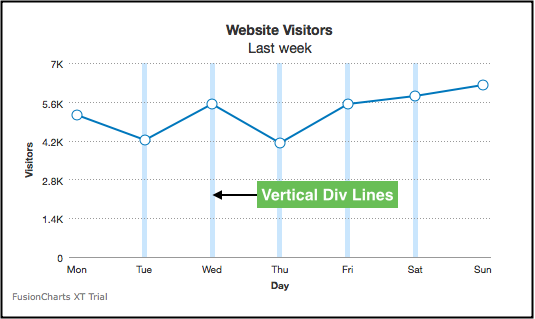 Website Visitors
Last week
7K
5.6K
4.2K
2.8K
1.4K
0
Visitors
Vertical Div Lines
Mon Tue Wed Thu Fri Sat Sun
Day
FusionCharts XT Trial